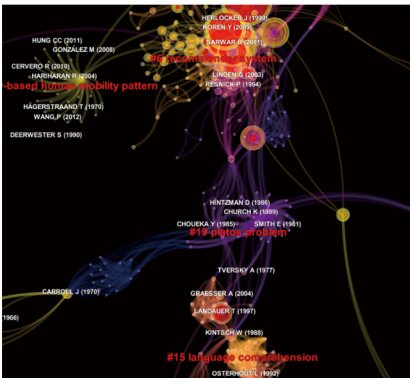 HERLOCKER J (1999)
KOREN Y (2009)
HUNG CC (2011)
SARWAR B (2001)
GONZÁLEZ M (2008)
#6 recommender system
CERVERO R (2010)
HARIHARAN R (2004)
LINDEN G (2003)
-based human mobility pattern
RESNICK P (1994)
HÄGERSTRAAND T (1970)
WANG P (2012)
DEERWESTER S (1990)
HINTZMAN D (1986)
CHURCH K (1989)
CHOUEKA Y (1985)
SMITH E (1981)
#19 platos problem
TVERSKY A (1977)
CARROLL J (1970)
GRAESSER A (2004)
LANDAUER T (1997)
1966)
KINTSCH W (1988)
#15 language comprehension
OSTERHOUT L (1992)